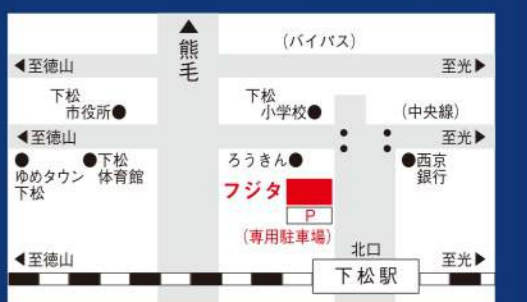 ▲
熊毛
(バイパス)
◀至徳山
至光▶
下松
市役所●
下松
小学校●
(中央線)
◀至徳山
至光▶
●
ゆめタウン
下松
●下松
体育館
ろうきん●
●西京
銀行
フジタ
P
(専用駐車場)
北口
◀至徳山
至光▶
下松駅